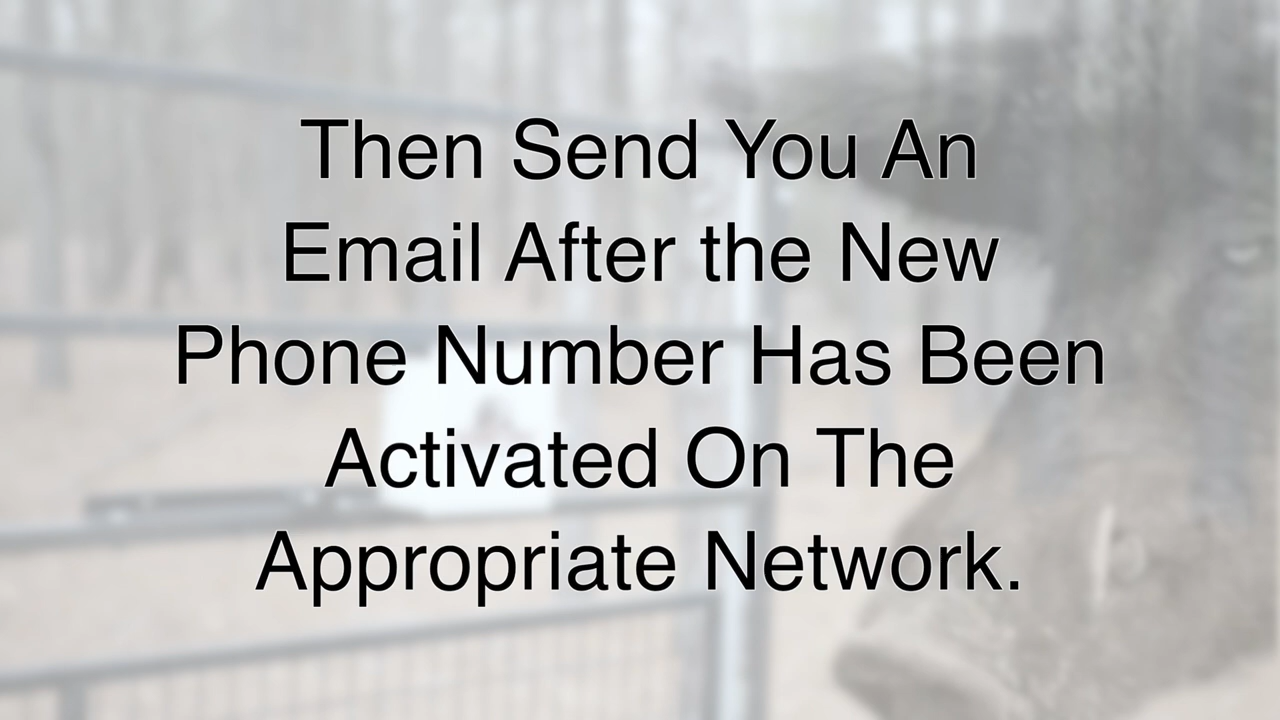 Then Send You An
Email After the New
Phone Number Has Been
Activated On The
Appropriate Network.